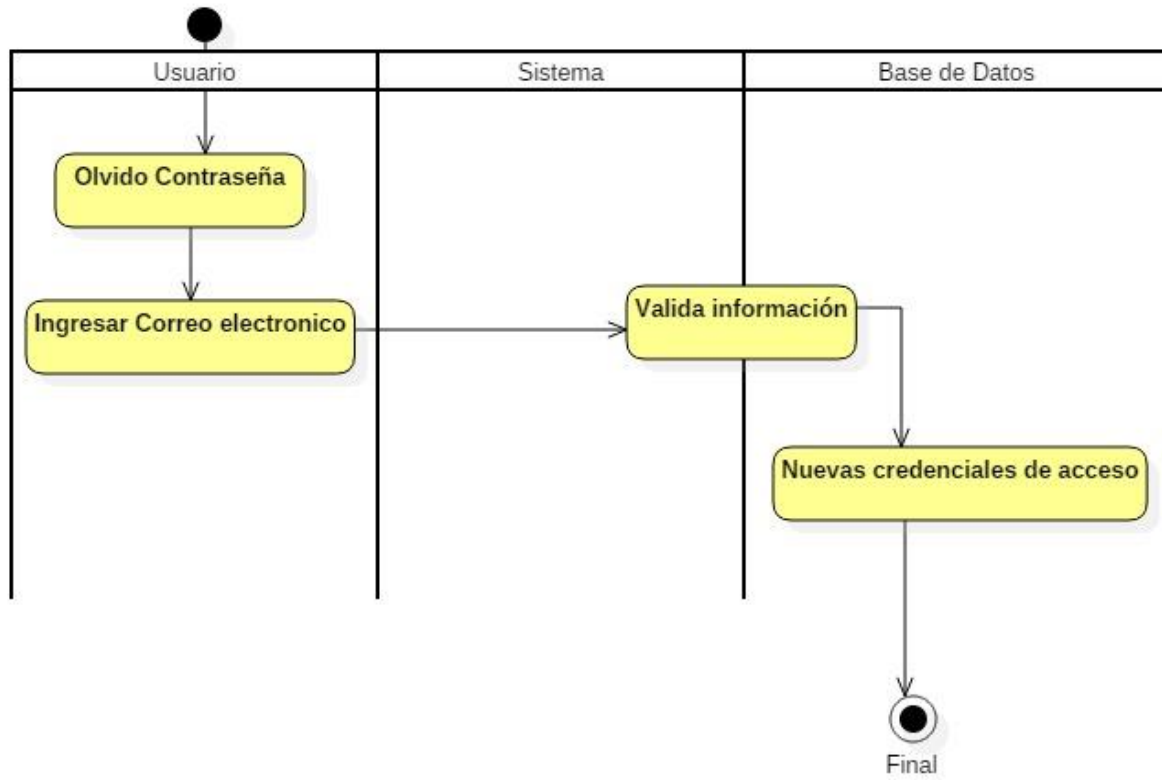 Usuario
Sistema
Base de Datos
Olvido Contraseña
Ingresar Correo electronico
Valida información
Nuevas credenciales de acceso
Final